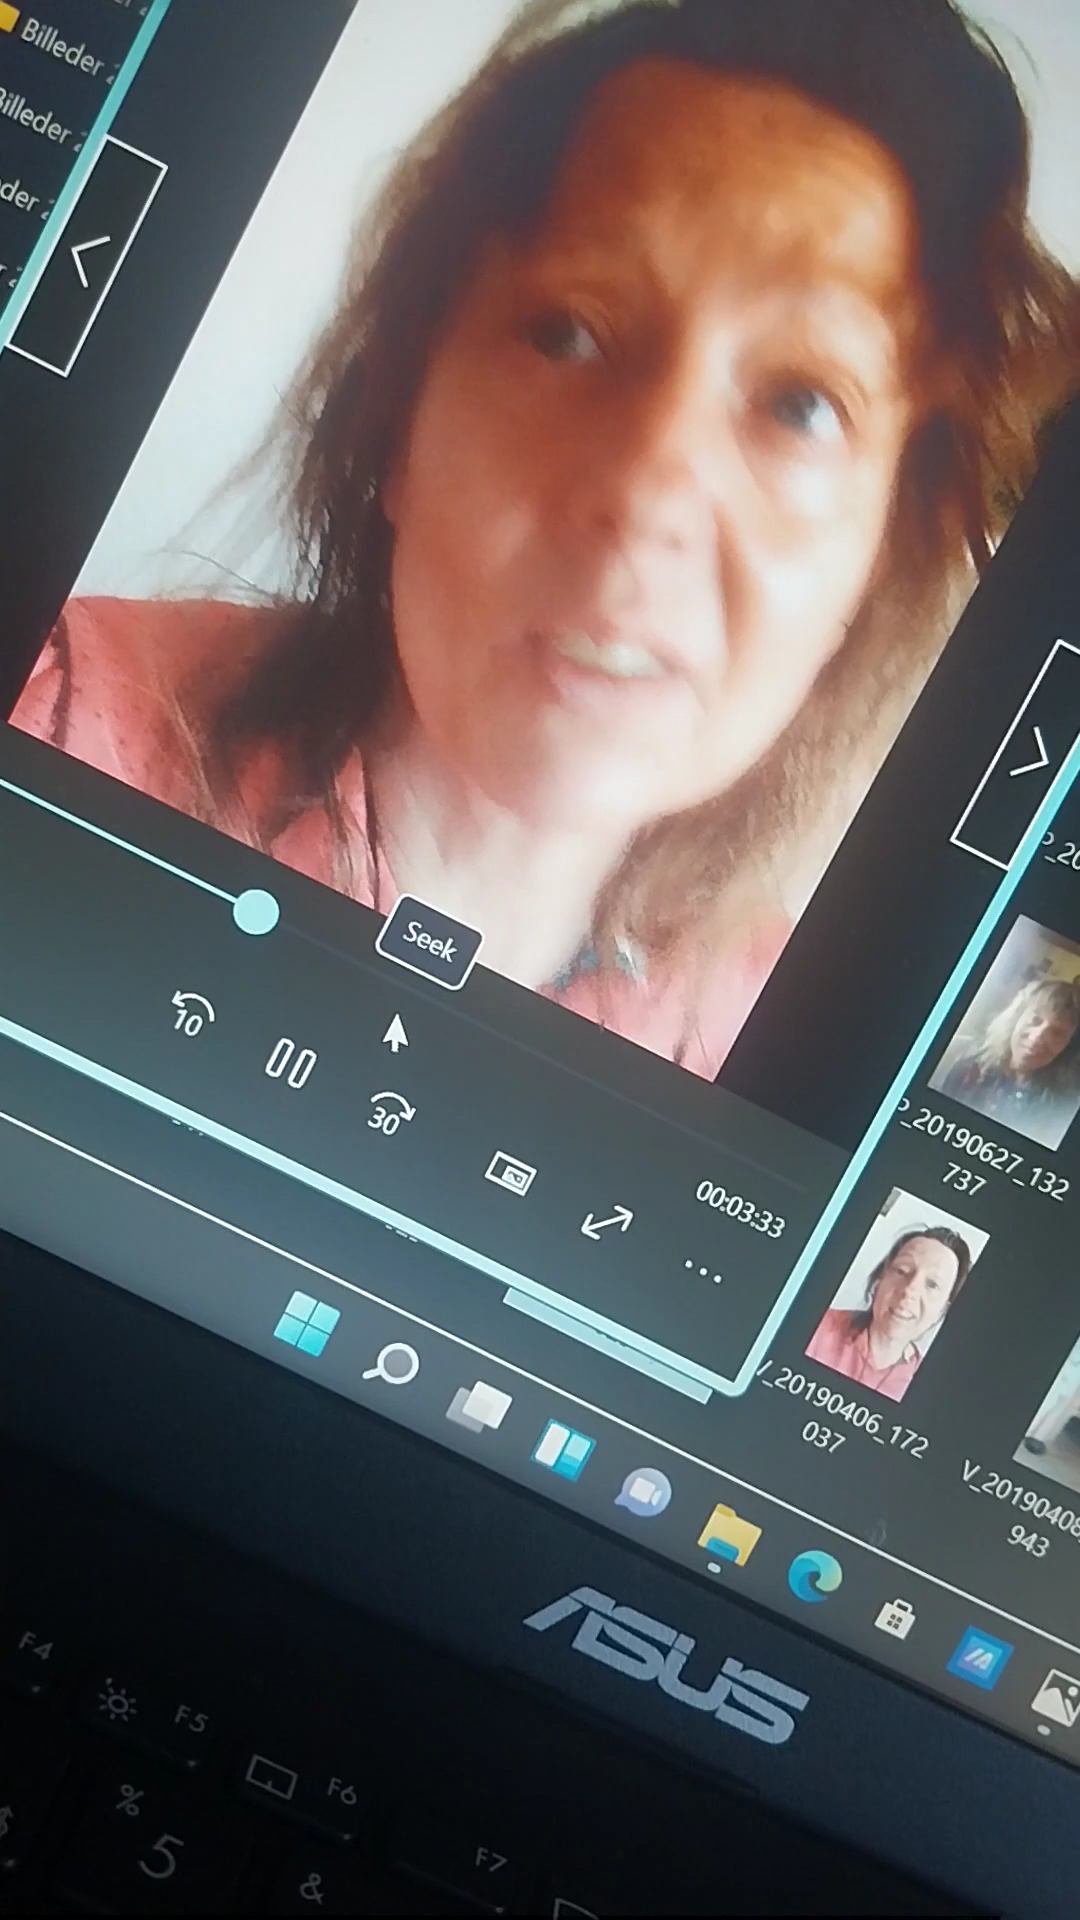 Billeder
Billeder
der
Seek
10
30
00:03:33
P_20
P_20190627_132
737
V_20190406_172
037
V_20190408
943
ASUS
F4
F5
F6
F7
%
5
&